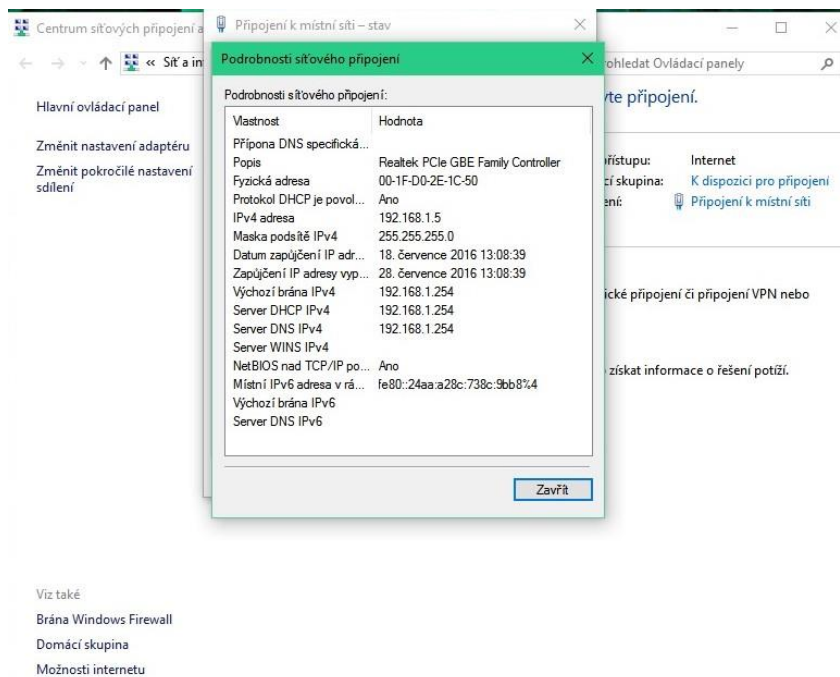 Centrum síťových připojení a
Připojení k místní síti – stav
« Síť a in
rohledat Ovládací panely
Hlavní ovládací panel
Změnit nastavení adaptéru
Změnit pokročilé nastavení
sdílení
Viz také
Brána Windows Firewall
Domácí skupina
Možnosti internetu
Podrobnosti síťového připojení
Podrobnosti síťového připojení:
Vlastnost Hodnota
Přípona DNS specifická...
Popis Realtek PCIe GBE Family Controller
Fyzická adresa 00-1F-D0-2E-1C-50
Protokol DHCP je povol... Ano
IPv4 adresa 192.168.1.5
Maska podsítě IPv4 255.255.255.0
Datum zapůjčení IP adr... 18. července 2016 13:08:39
Zapůjčení IP adresy vyp... 28. července 2016 13:08:39
Výchozí brána IPv4 192.168.1.254
Server DHCP IPv4 192.168.1.254
Server DNS IPv4 192.168.1.254
Server WINS IPv4
NetBIOS nad TCP/IP po... Ano
Místní IPv6 adresa v rá... fe80::24aa:a28c:738c:9bb8%4
Výchozí brána IPv6
Server DNS IPv6
Zavřít
te připojení.
řístupu: Internet
cí skupina: K dispozici pro připojení
ení: Připojení k místní síti
ické připojení či připojení VPN nebo
získat informace o řešení potíží.